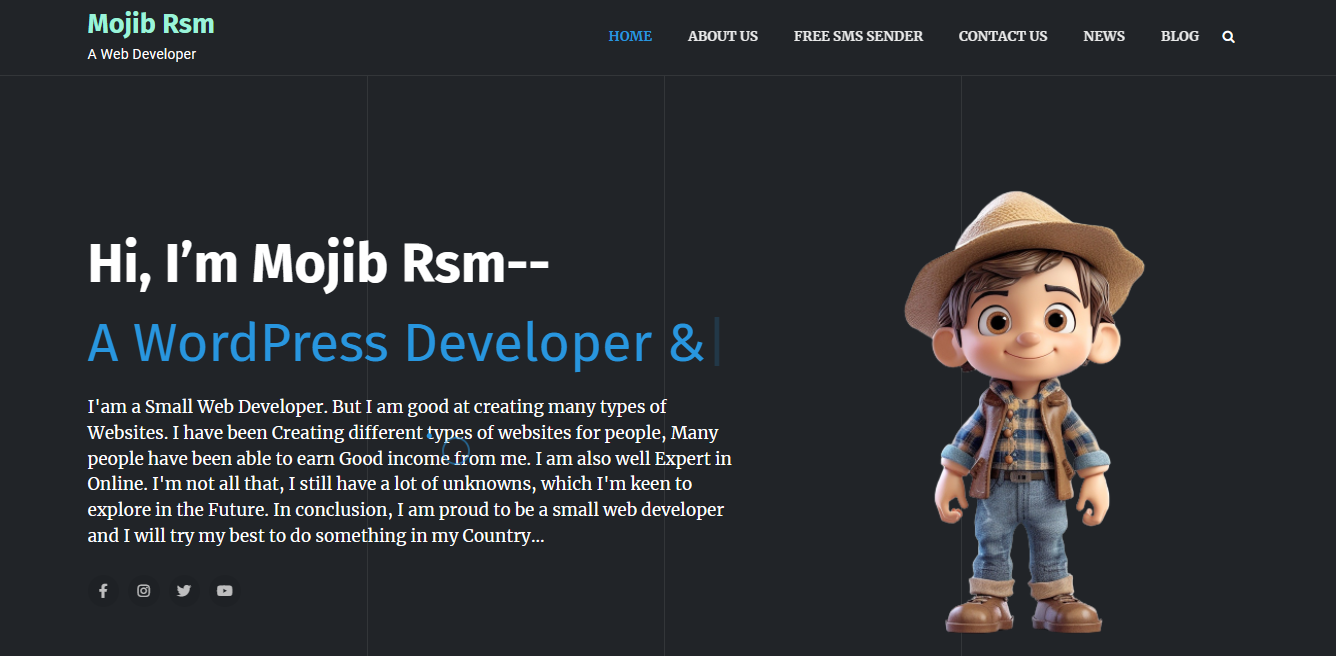 Mojib Rsm
A Web Developer
HOME ABOUT US FREE SMS SENDER CONTACT US NEWS BLOG
Hi, I’m Mojib Rsm--
A WordPress Developer &
I'am a Small Web Developer. But I am good at creating many types of
Websites. I have been Creating different types of websites for people, Many
people have been able to earn Good income from me. I am also well Expert in
Online. I'm not all that, I still have a lot of unknowns, which I'm keen to
explore in the Future. In conclusion, I am proud to be a small web developer
and I will try my best to do something in my Country...